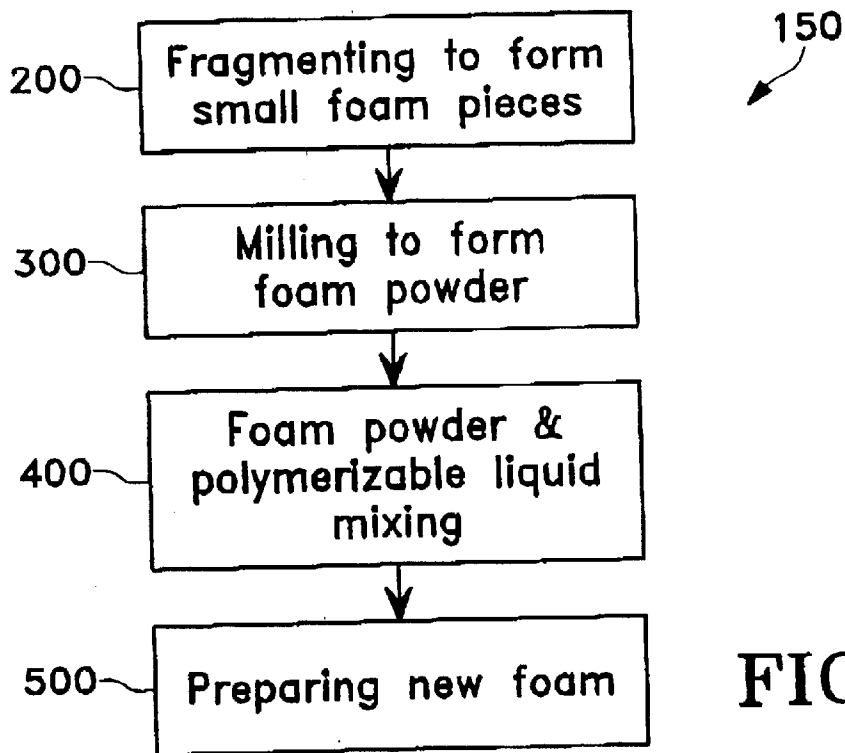 150
200
Fragmenting to form
small foam pieces
300
Milling to form
foam powder
400
Foam powder &
polymerizable liquid
mixing
500
Preparing new foam
FIG